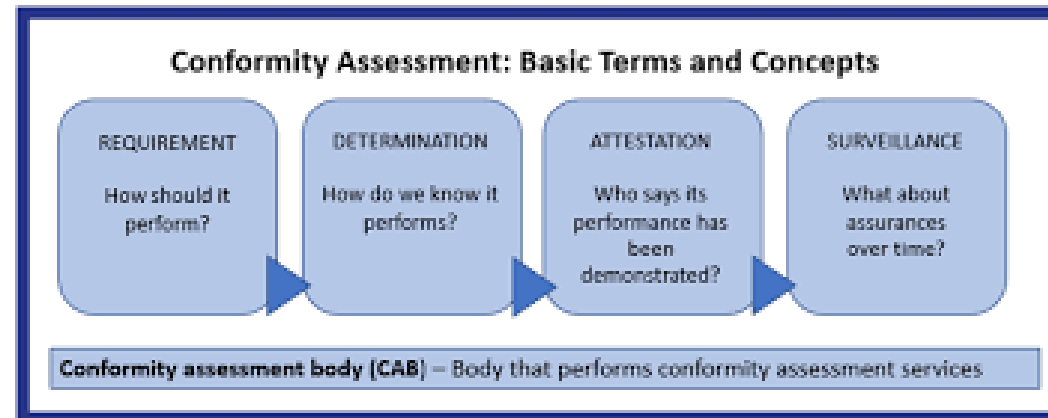 Conformity Assessment: Basic Terms and Concepts
REQUIREMENT
How should it
perform?
DETERMINATION
How do we know it
performs?
ATTESTATION
Who says its
performance has
been
demonstrated?
SURVEILLANCE
What about
assurances
over time?
Conformity assessment body (CAB) – Body that performs conformity assessment services